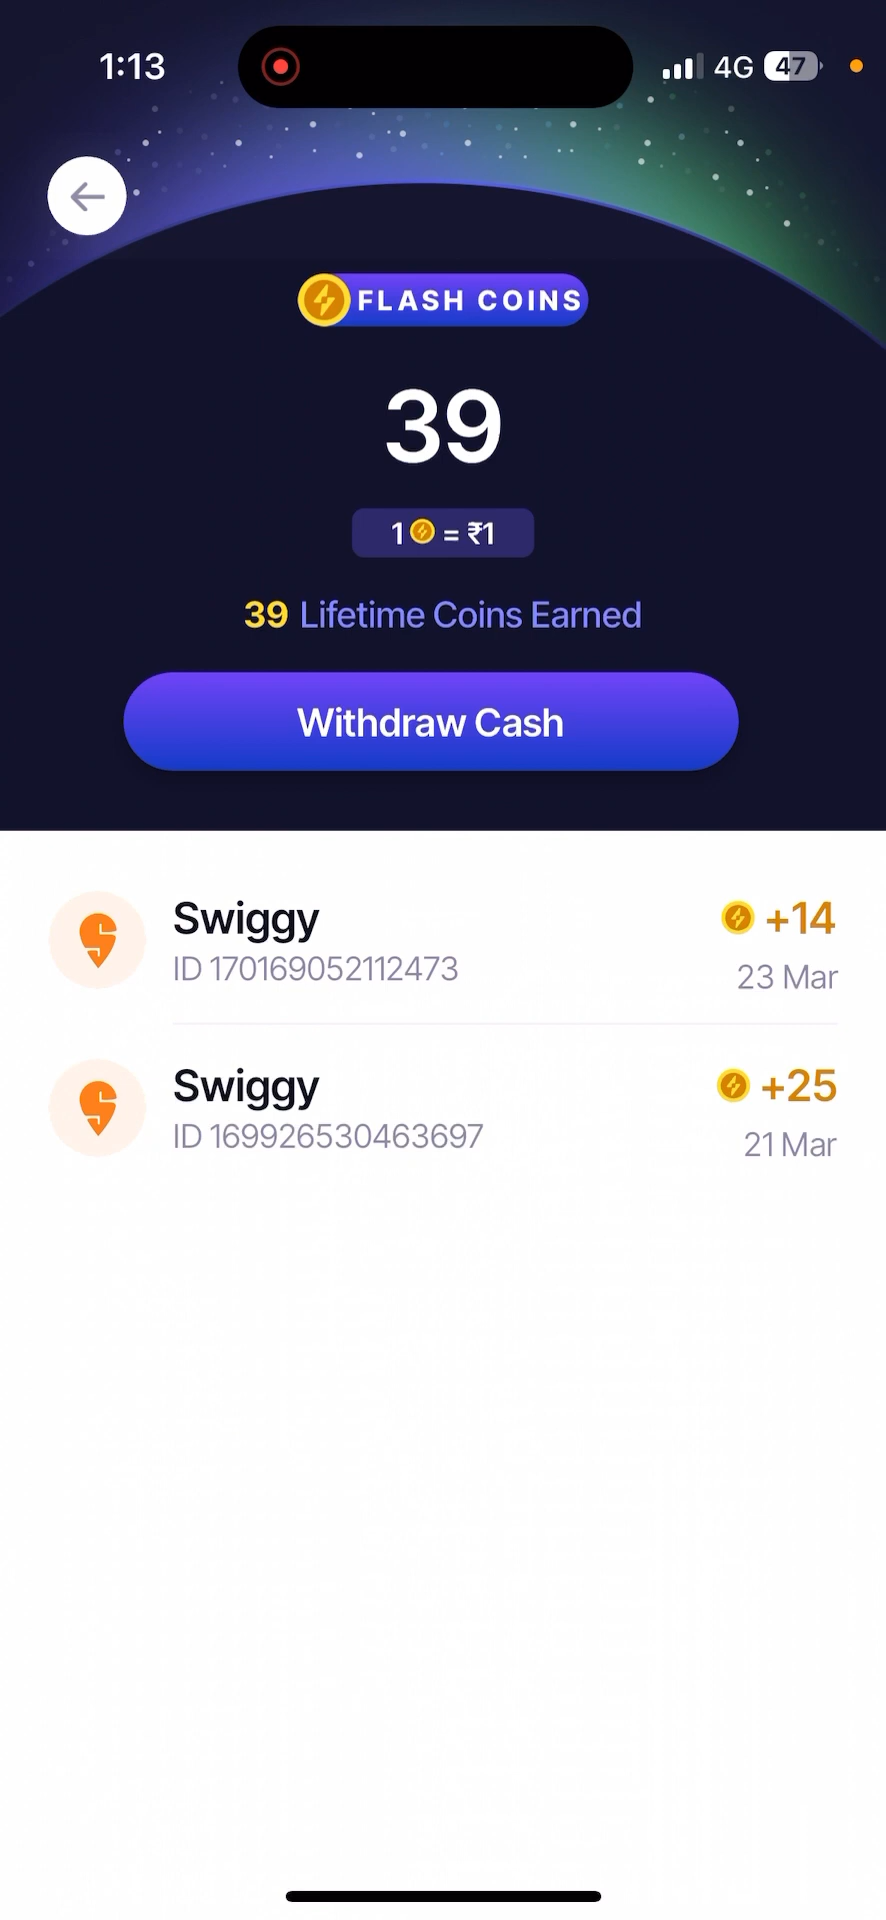 1:13 4G 47
FLASH COINS
39
1 = ₹1
39 Lifetime Coins Earned
Withdraw Cash
Swiggy +14
ID 170169052112473 23 Mar
Swiggy +25
ID 169926530463697 21 Mar